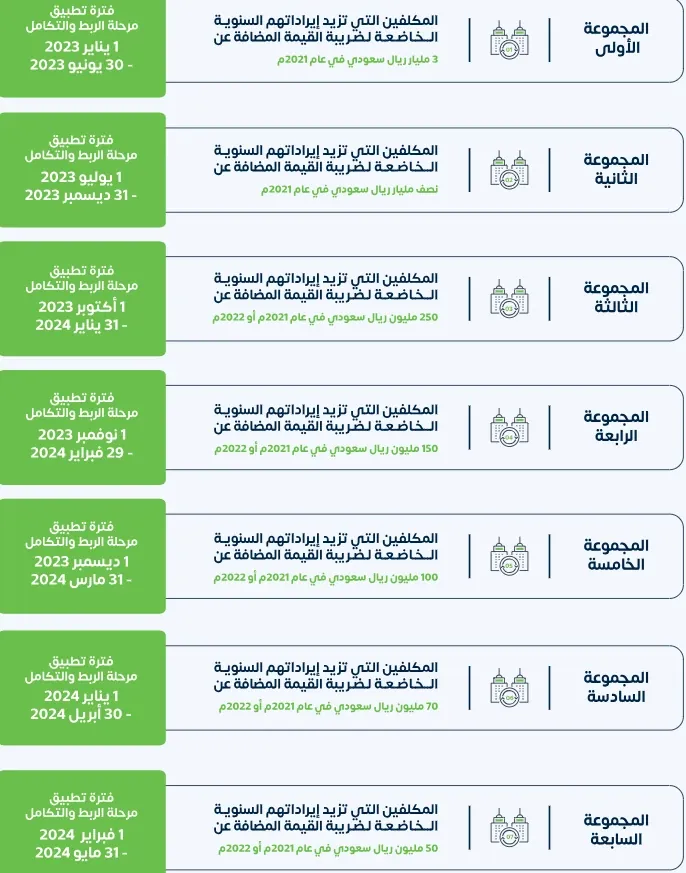 المجموعة
الأولى
01
المكلفين التي تزيد إيراداتهم السنوية
الخاضعة لضريبة القيمة المضافة عن
3 مليار ريال سعودي في عام 2021م
فترة تطبيق
مرحلة الربط والتكامل
1 يناير 2023
- 30 يونيو 2023
المجموعة
الثانية
02
المكلفين التي تزيد إيراداتهم السنوية
الخاضعة لضريبة القيمة المضافة عن
نصف مليار ريال سعودي في عام 2021م
فترة تطبيق
مرحلة الربط والتكامل
1 يوليو 2023
- 31 ديسمبر 2023
المجموعة
الثالثة
03
المكلفين التي تزيد إيراداتهم السنوية
الخاضعة لضريبة القيمة المضافة عن
250 مليون ريال سعودي في عام 2021م أو 2022م
فترة تطبيق
مرحلة الربط والتكامل
1 أكتوبر 2023
- 31 يناير 2024
المجموعة
الرابعة
04
المكلفين التي تزيد إيراداتهم السنوية
الخاضعة لضريبة القيمة المضافة عن
150 مليون ريال سعودي في عام 2021م أو 2022م
فترة تطبيق
مرحلة الربط والتكامل
1 نوفمبر 2023
- 29 فبراير 2024
المجموعة
الخامسة
05
المكلفين التي تزيد إيراداتهم السنوية
الخاضعة لضريبة القيمة المضافة عن
100 مليون ريال سعودي في عام 2021م أو 2022م
فترة تطبيق
مرحلة الربط والتكامل
1 ديسمبر 2023
- 31 مارس 2024
المجموعة
السادسة
06
المكلفين التي تزيد إيراداتهم السنوية
الخاضعة لضريبة القيمة المضافة عن
70 مليون ريال سعودي في عام 2021م أو 2022م
فترة تطبيق
مرحلة الربط والتكامل
1 يناير 2024
- 30 أبريل 2024
المجموعة
السابعة
07
المكلفين التي تزيد إيراداتهم السنوية
الخاضعة لضريبة القيمة المضافة عن
50 مليون ريال سعودي في عام 2021م أو 2022م
فترة تطبيق
مرحلة الربط والتكامل
1 فبراير 2024
- 31 مايو 2024